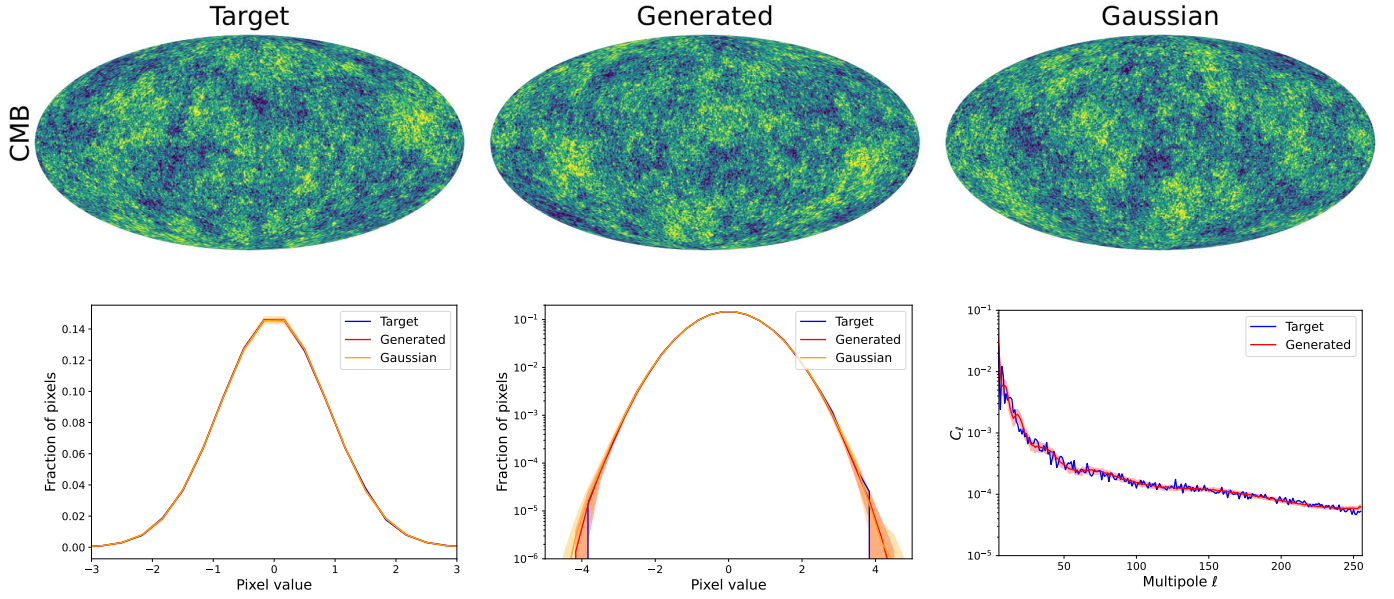 Target
Generated
Gaussian
CMB
Fraction of pixels
0.14
0.12
0.10
0.08
0.06
0.04
0.02
0.00
−3
−2
−1
0
1
2
3
Pixel value
Target
Generated
Gaussian
Fraction of pixels
10⁻¹
10⁻²
10⁻³
10⁻⁴
10⁻⁵
10⁻⁶
−4
−2
0
2
4
Pixel value
Target
Generated
Gaussian
Cℓ
10⁻¹
10⁻²
10⁻³
10⁻⁴
10⁻⁵
50
100
150
200
250
Multipole ℓ
Target
Generated